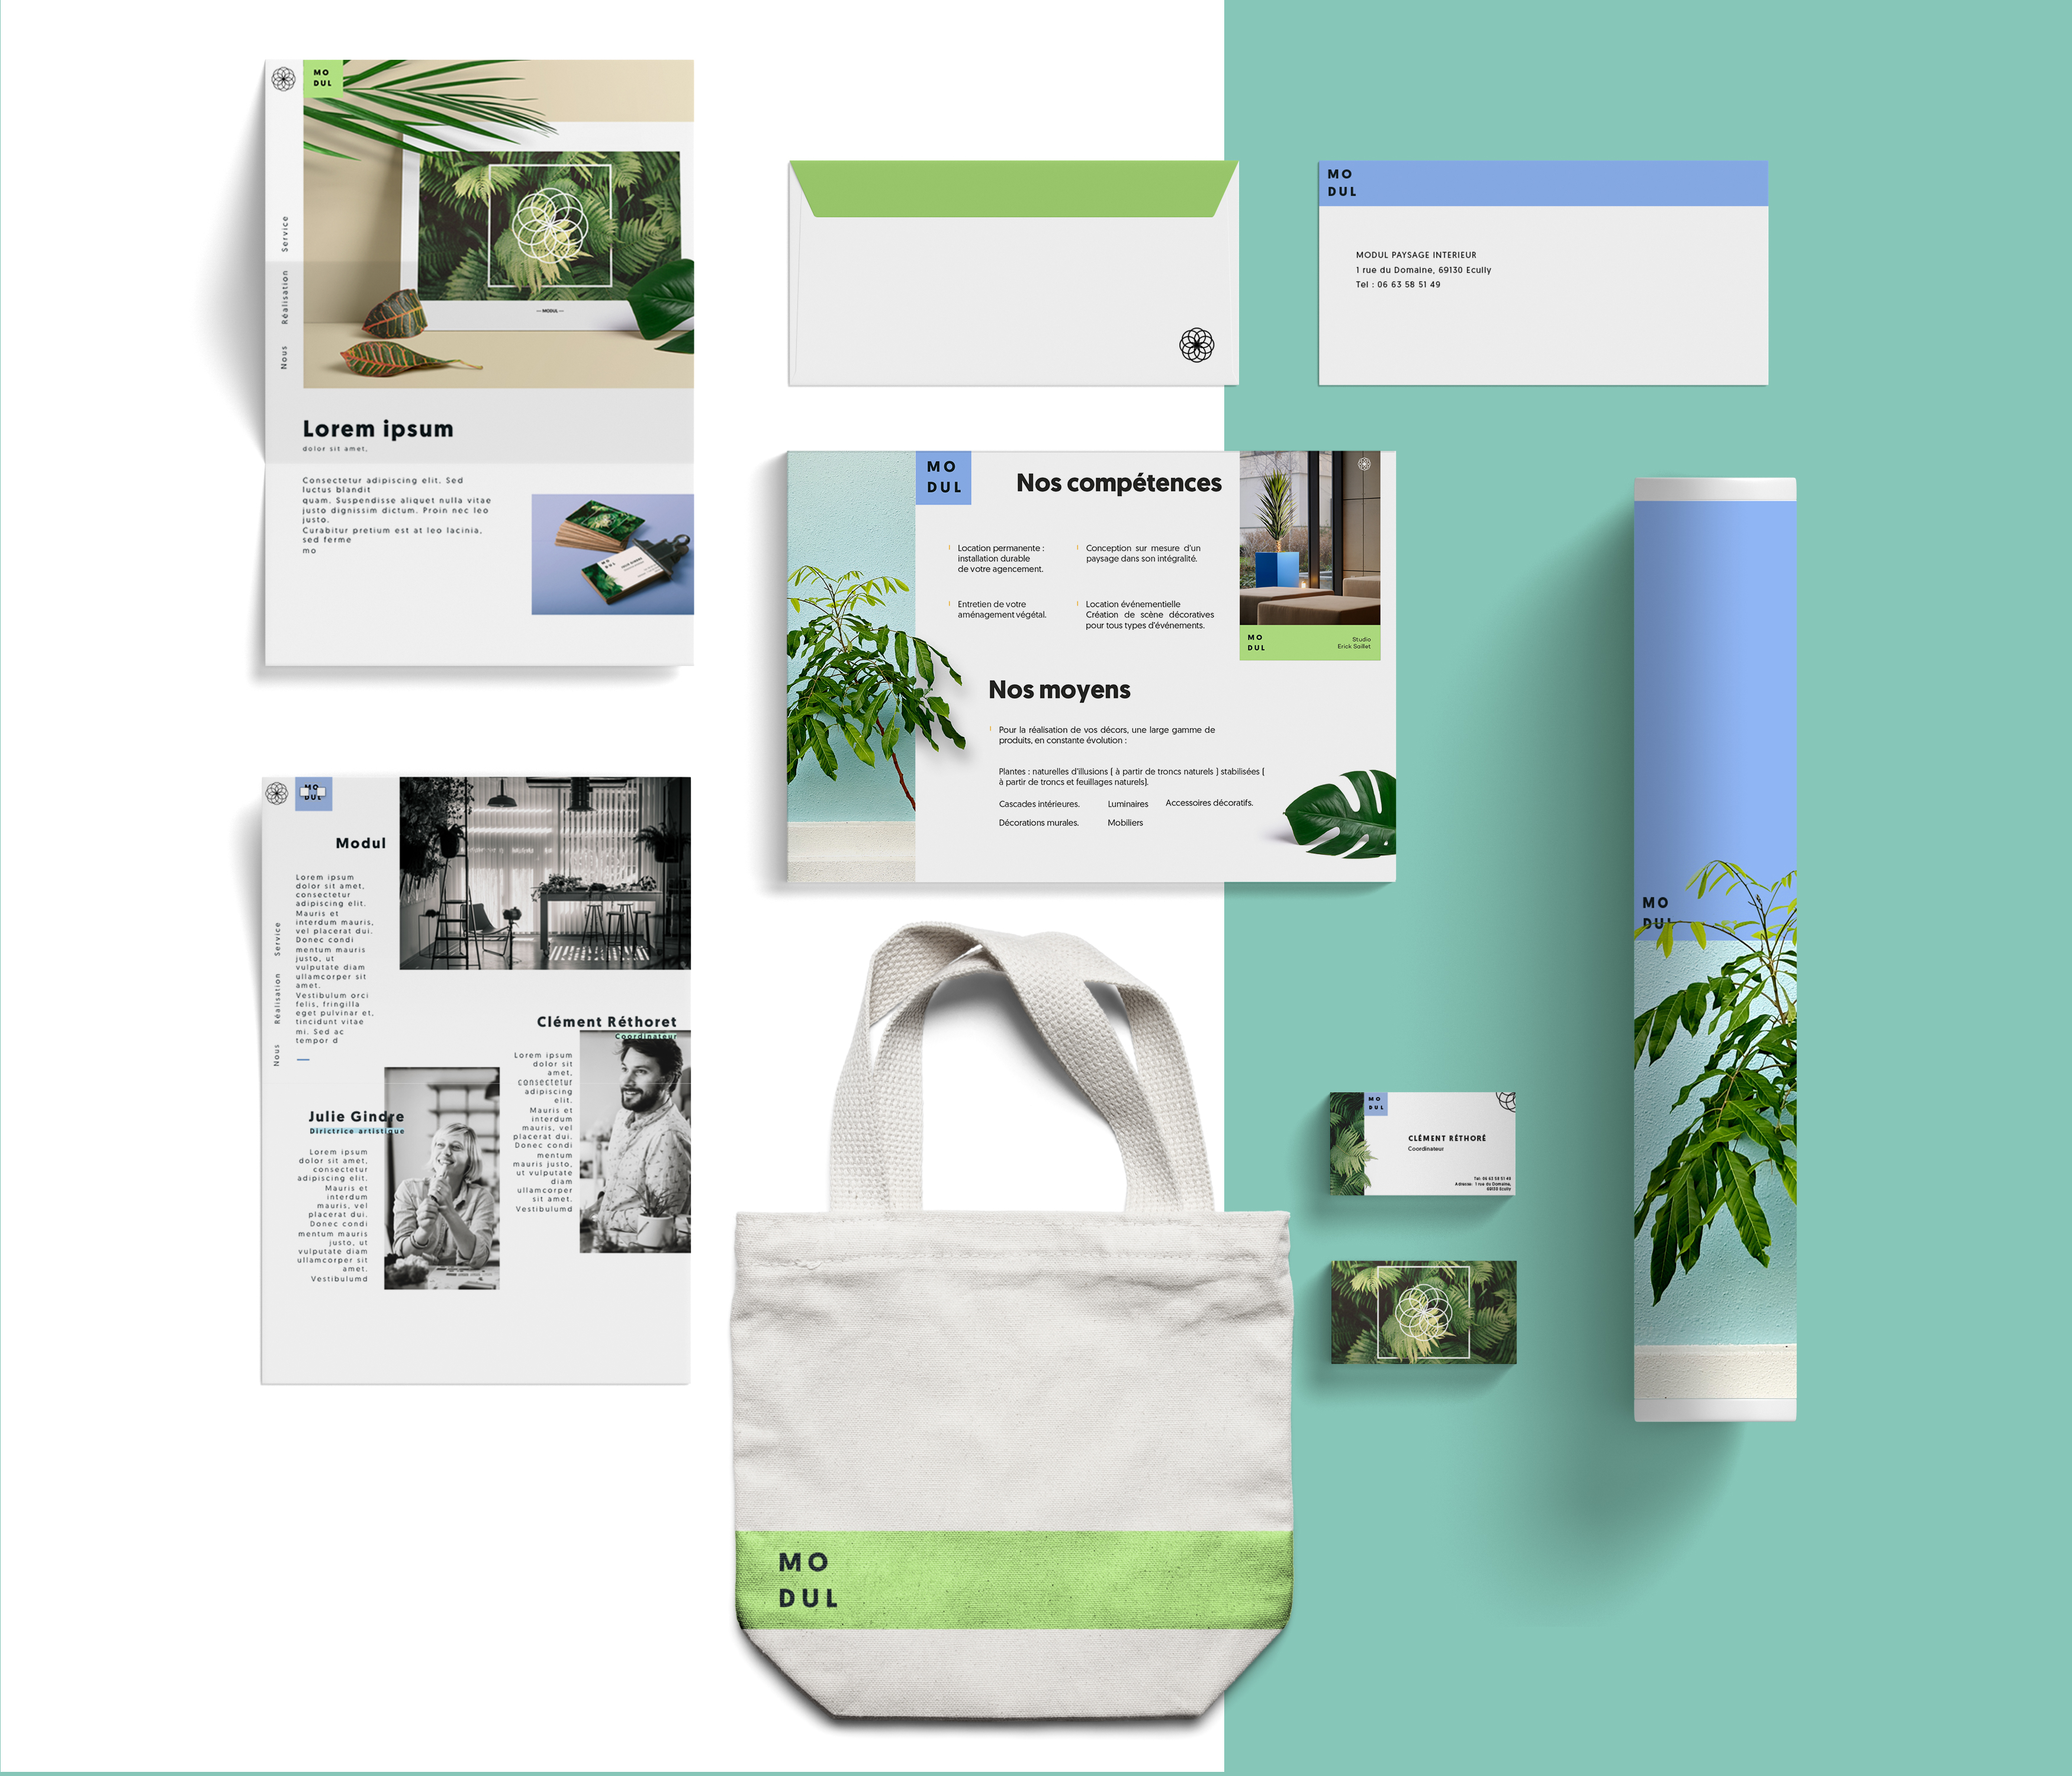 MO
DUL
Service
Réalisation
Nous
— MODUL —
Lorem ipsum
dolor sit amet,
Consectetur adipiscing elit. Sed
luctus blandit
quam. Suspendisse aliquet nulla vitae
justo dignissim dictum. Proin nec leo
justo.
Curabitur pretium est at leo lacinia,
sed ferme
mo
MO
DUL
MODUL PAYSAGE INTERIEUR
1 rue du Domaine, 69130 Ecully
Tel : 06 63 58 51 49
MO
DUL
Nos compétences
Location permanente :
installation durable
de votre agencement.
Conception sur mesure d'un
paysage dans son intégralité.
Entretien de votre
aménagement végétal.
Location événementielle
Création de scène décoratives
pour tous types d'événements.
MO
DUL
Studio
Erick Saillet
Nos moyens
Pour la réalisation de vos décors, une large gamme de
produits, en constante évolution :
Plantes : naturelles d'illusions ( à partir de troncs naturels ) stabilisées (
à partir de troncs et feuillages naturels).
Cascades intérieures.
Luminaires
Accessoires décoratifs.
Décorations murales.
Mobiliers
MO
DUL
Modul
Lorem ipsum
dolor sit amet,
consectetur
adipiscing elit.
Mauris et
interdum mauris,
vel placerat dui.
Donec condi
mentum mauris
justo, ut
vulputate diam
ullamcorper sit
amet.
Vestibulum orci
felis, fringilla
eget pulvinar et,
tincidunt vitae
mi. Sed ac
tempor d
Service
Réalisation
Nous
Clément Réthoret
Coordinateur
Lorem ipsum
dolor sit
amet,
consectetur
adipiscing
elit.
Mauris et
interdum
mauris, vel
placerat dui.
Donec condi
mentum
mauris justo,
ut vulputate
diam
ullamcorper
sit amet.
Vestibulumd
Julie Gindre
Dirictrice artistique
Lorem ipsum
dolor sit amet,
consectetur
adipiscing elit.
Mauris et
interdum
mauris, vel
placerat dui.
Donec condi
mentum mauris
justo, ut
vulputate diam
ullamcorper sit
amet.
Vestibulumd
MO
DUL
MO
DUL
CLÉMENT RÉTHORÉ
Coordinateur
Tel: 06 63 58 51 49
Adresse: 1 rue du Domaine,
69130 Ecully
MO
DUL